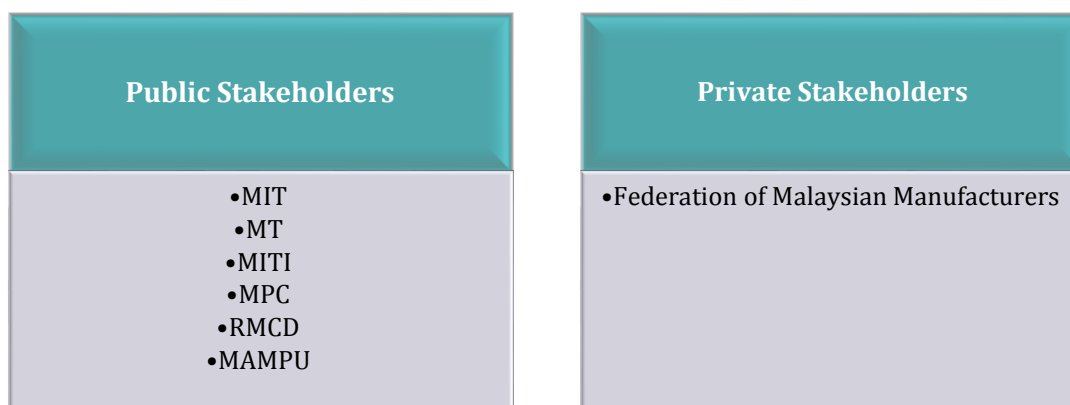 Public Stakeholders
•MIT
•MT
•MITI
•MPC
•RMCD
•MAMPU
Private Stakeholders
•Federation of Malaysian Manufacturers